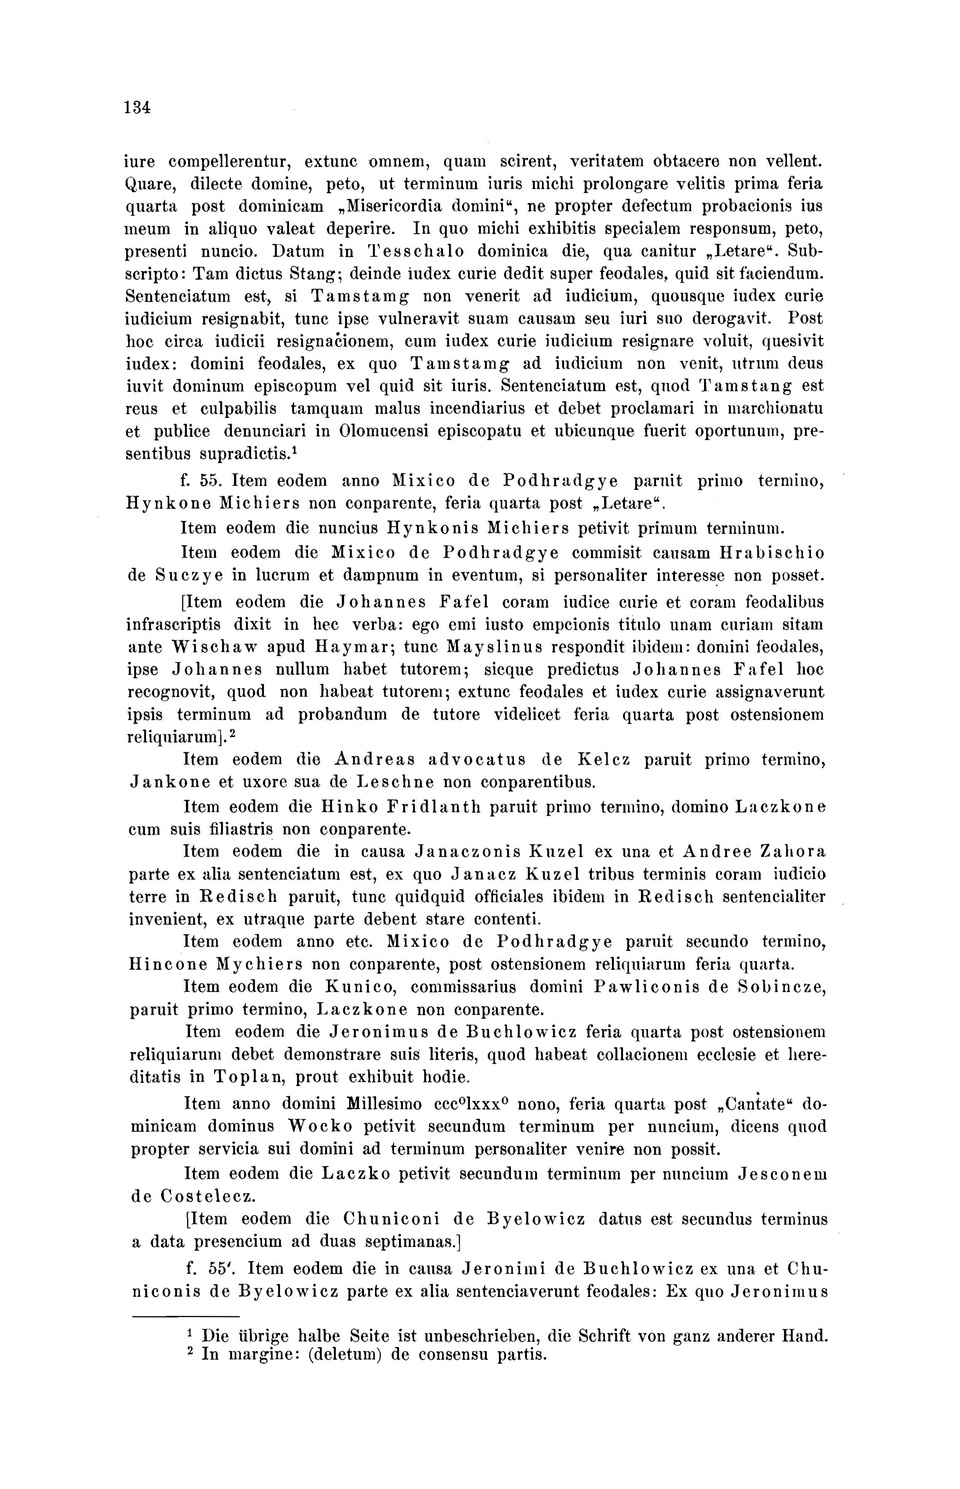 134
iure compellerentur, extunc omnem, quam scirent, veritatem obtacere non vellent.
Quare, dilecte domine, peto, ut terminum iuris michi prolongare velitis prima feria
quarta post dominicam „Misericordia domini“, ne propter defectum probacionis ius
meum in aliquo valeat deperire. In quo michi exhibitis specialem responsum, peto,
presenti nuncio. Datum in Tesschalo dominica die, qua canitur „Letare“. Sub-
scripto: Tam dictus Stang; deinde iudex curie dedit super feodales, quid sit faciendum.
Sentenciatum est, si Tamstamg non venerit ad iudicium, quousque iudex curie
iudicium resignabit, tunc ipse vulneravit suam causam seu iuri suo derogavit. Post
hoc circa iudicii resignacionem, cum iudex curie iudicium resignare voluit, quesivit
iudex: domini feodales, ex quo Tamstamg ad iudicium non venit, utrum deus
iuvit dominum episcopum vel quid sit iuris. Sentenciatum est, quod Tamstang est
reus et culpabilis tamquam malus incendiarius et debet proclamari in marchionatu
et publice denunciari in Olomucensi episcopatu et ubicunque fuerit oportunum, pre-
sentibus supradictis.¹
f. 55. Item eodem anno Mixico de Podhradgye paruit primo termino,
Hynkone Michiers non conparente, feria quarta post „Letare“.
Item eodem die nuncius Hynkonis Michiers petivit primum terminum.
Item eodem die Mixico de Podhradgye commisit causam Hrabischio
de Suczye in lucrum et dampnum in eventum, si personaliter interesse non posset.
[Item eodem die Johannes Fafel coram iudice curie et coram feodalibus
infrascriptis dixit in hec verba: ego emi iusto empcionis titulo unam curiam sitam
ante Wischaw apud Haymar; tunc Mayslinus respondit ibidem: domini feodales,
ipse Johannes nullum habet tutorem; sicque predictus Johannes Fafel hoc
recognovit, quod non habeat tutorem; extunc feodales et iudex curie assignaverunt
ipsis terminum ad probandum de tutore videlicet feria quarta post ostensionem
reliquiarum].²
Item eodem die Andreas advocatus de Kelcz paruit primo termino,
Jankone et uxore sua de Leschne non conparentibus.
Item eodem die Hinko Fridlanth paruit primo termino, domino Laczkone
cum suis filiastris non conparente.
Item eodem die in causa Janaczonis Kuzel ex una et Andree Zahora
parte ex alia sentenciatum est, ex quo Janacz Kuzel tribus terminis coram iudicio
terre in Redisch paruit, tunc quidquid officiales ibidem in Redisch sentencialiter
invenient, ex utraque parte debent stare contenti.
Item eodem anno etc. Mixico de Podhradgye paruit secundo termino,
Hincone Mychiers non conparente, post ostensionem reliquiarum feria quarta.
Item eodem die Kunico, commissarius domini Pawliconis de Sobincze,
paruit primo termino, Laczkone non conparente.
Item eodem die Jeronimus de Buchlowicz feria quarta post ostensionem
reliquiarum debet demonstrare suis literis, quod habeat collacionem ecclesie et here-
ditatis in Toplan, prout exhibuit hodie.
Item anno domini Millesimo cccºlxxxº nono, feria quarta post „Cantate“ do-
minicam dominus Wocko petivit secundum terminum per nuncium, dicens quod
propter servicia sui domini ad terminum personaliter venire non possit.
Item eodem die Laczko petivit secundum terminum per nuncium Jesconem
de Costelecz.
[Item eodem die Chuniconi de Byelowicz datus est secundus terminus
a data presencium ad duas septimanas.]
f. 55′. Item eodem die in causa Jeronimi de Buchlowicz ex una et Chu-
niconis de Byelowicz parte ex alia sentenciaverunt feodales: Ex quo Jeronimus
¹ Die übrige halbe Seite ist unbeschrieben, die Schrift von ganz anderer Hand.
² In margine: (deletum) de consensu partis.